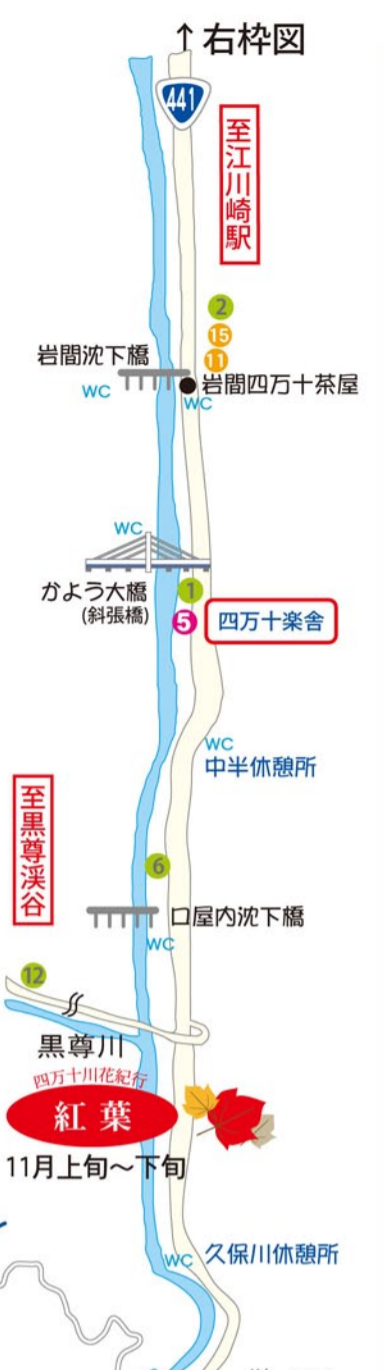 ↑右枠図
441
至江川崎駅
2
15
11
岩間沈下橋
WC
岩間四万十茶屋
WC
WC
かよう大橋
(斜張橋)
1
5
四万十楽舎
WC
中半休憩所
至黒尊渓谷
6
口屋内沈下橋
WC
12
黒尊川
四万十川花紀行
紅葉
11月上旬〜下旬
WC
久保川休憩所